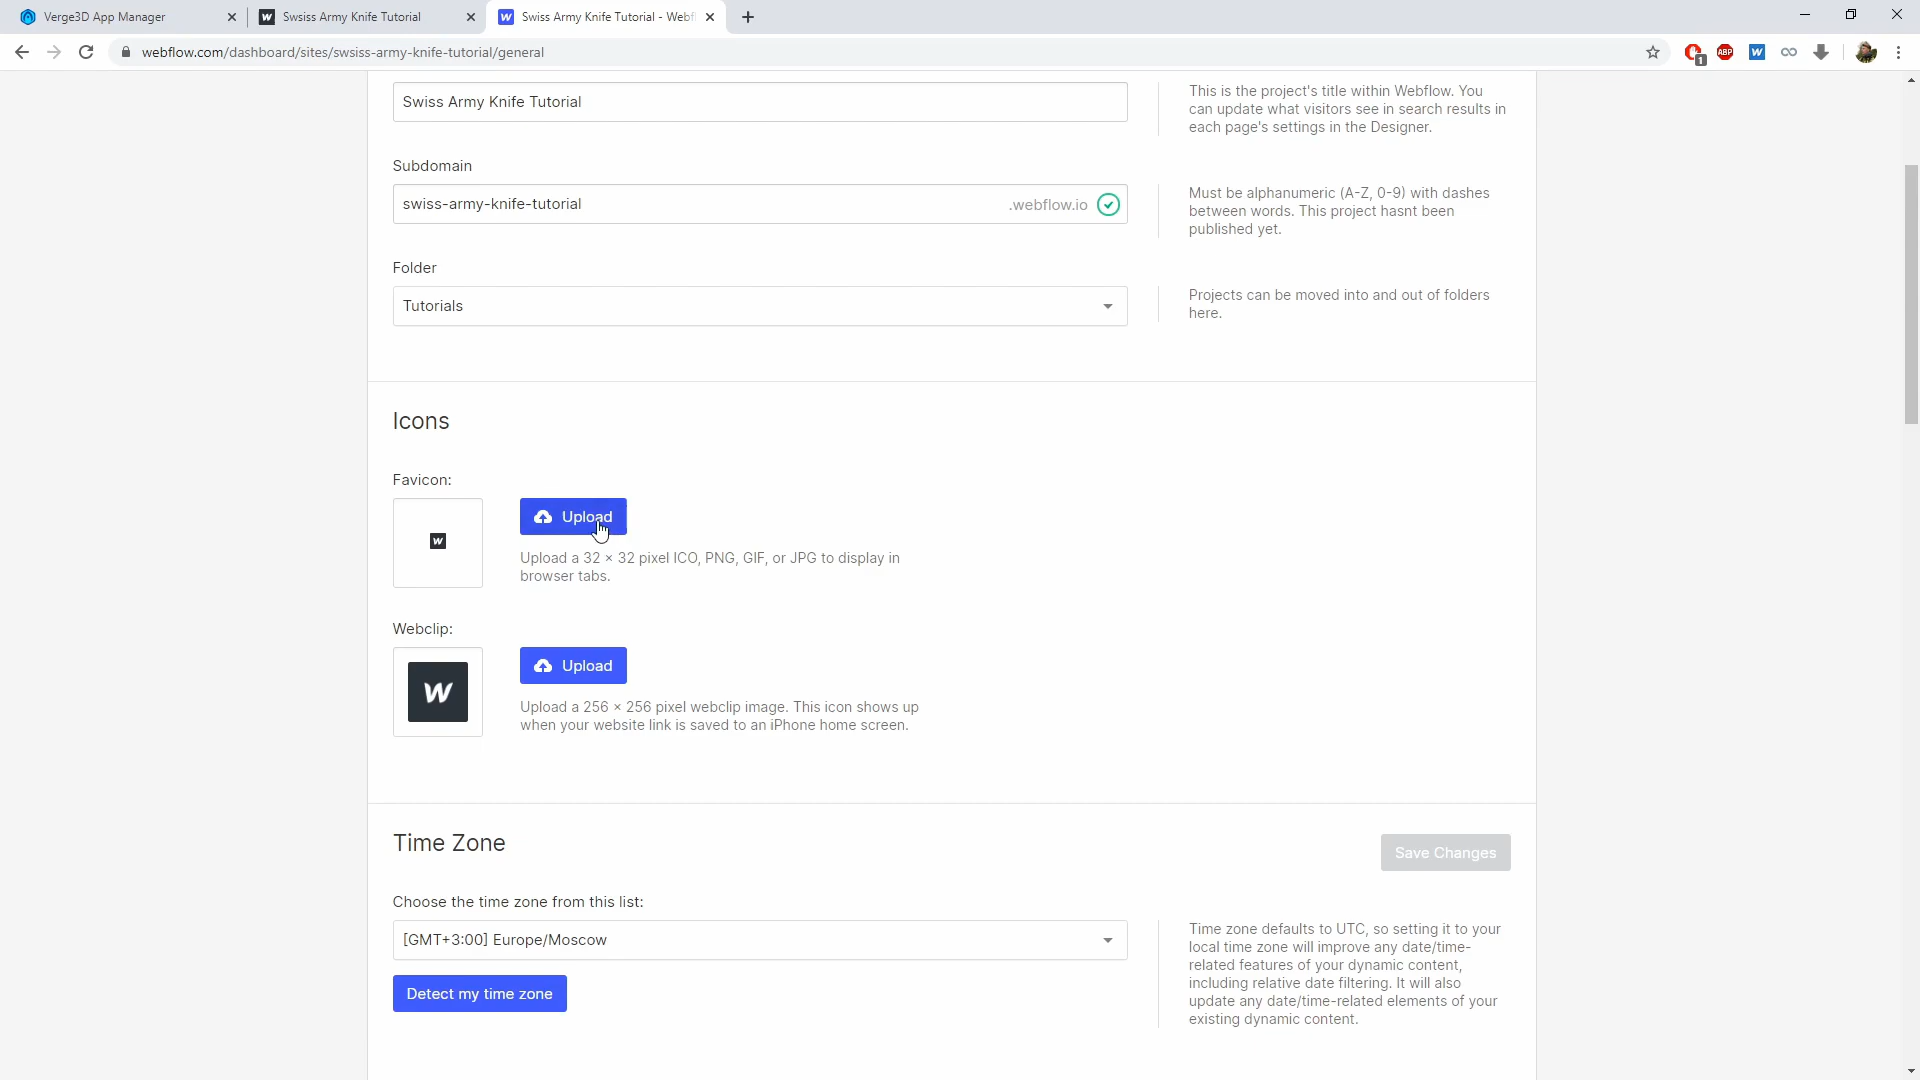 Verge3D App Manager
Swsiss Army Knife Tutorial
Swiss Army Knife Tutorial - Webfl
webflow.com/dashboard/sites/swsiss-army-knife-tutorial/general
1
ABP
W
Swiss Army Knife Tutorial
This is the project's title within Webflow. You
can update what visitors see in search results in
each page's settings in the Designer.
Subdomain
swiss-army-knife-tutorial
.webflow.io
Must be alphanumeric (A-Z, 0-9) with dashes
between words. This project hasnt been
published yet.
Folder
Tutorials
Projects can be moved into and out of folders
here.
Icons
Favicon:
W
Upload
Upload a 32 × 32 pixel ICO, PNG, GIF, or JPG to display in
browser tabs.
Webclip:
W
Upload
Upload a 256 × 256 pixel webclip image. This icon shows up
when your website link is saved to an iPhone home screen.
Time Zone
Save Changes
Choose the time zone from this list:
[GMT+3:00] Europe/Moscow
Detect my time zone
Time zone defaults to UTC, so setting it to your
local time zone will improve any date/time-
related features of your dynamic content,
including relative date filtering. It will also
update any date/time-related elements of your
existing dynamic content.